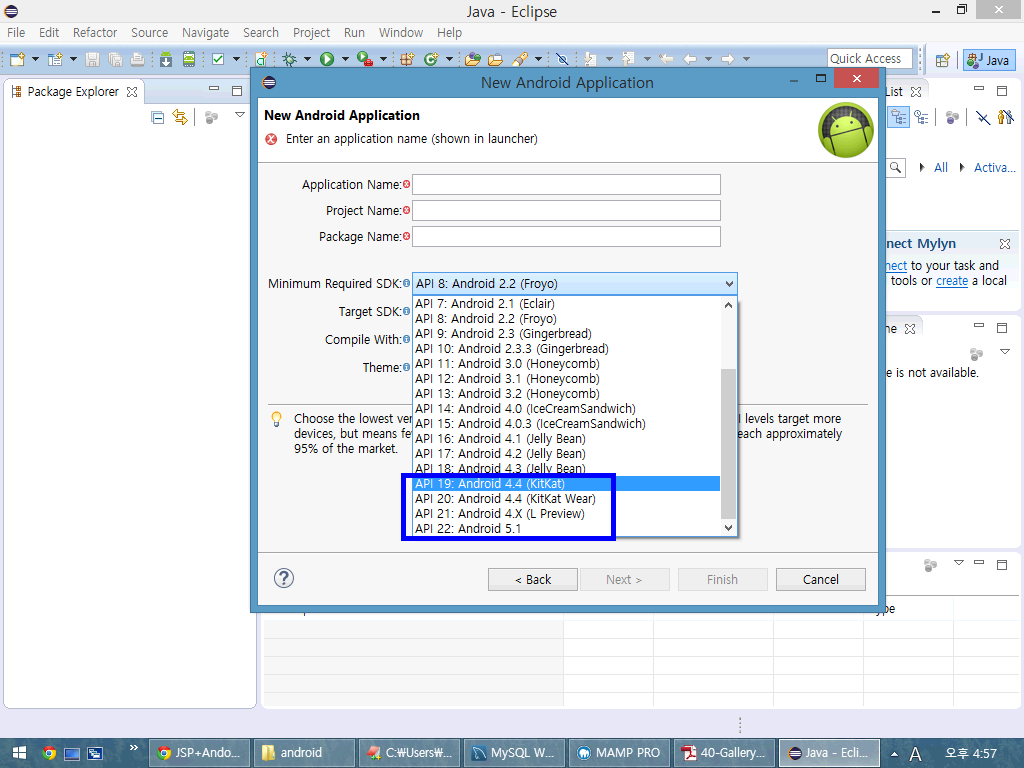 Java - Eclipse
File Edit Refactor Source Navigate Search Project Run Window Help
Quick Access
Java
Package Explorer
List
All
Activa...
nect Mylyn
nect to your task and
tools or create a local
ne
e is not available.
ype
New Android Application
New Android Application
Enter an application name (shown in launcher)
Application Name:
Project Name:
Package Name:
Minimum Required SDK:
API 8: Android 2.2 (Froyo)
Target SDK:
Compile With:
Theme:
API 7: Android 2.1 (Eclair)
API 8: Android 2.2 (Froyo)
API 9: Android 2.3 (Gingerbread)
API 10: Android 2.3.3 (Gingerbread)
API 11: Android 3.0 (Honeycomb)
API 12: Android 3.1 (Honeycomb)
API 13: Android 3.2 (Honeycomb)
API 14: Android 4.0 (IceCreamSandwich)
API 15: Android 4.0.3 (IceCreamSandwich)
API 16: Android 4.1 (Jelly Bean)
API 17: Android 4.2 (Jelly Bean)
API 18: Android 4.3 (Jelly Bean)
API 19: Android 4.4 (KitKat)
API 20: Android 4.4 (KitKat Wear)
API 21: Android 4.X (L Preview)
API 22: Android 5.1
Choose the lowest ver
I levels target more
devices, but means fe
each approximately
95% of the market.
< Back
Next >
Finish
Cancel
JSP+Ando...
android
C:₩Users₩...
MySQL W...
MAMP PRO
40-Gallery...
Java - Ecli...
A
오후 4:57